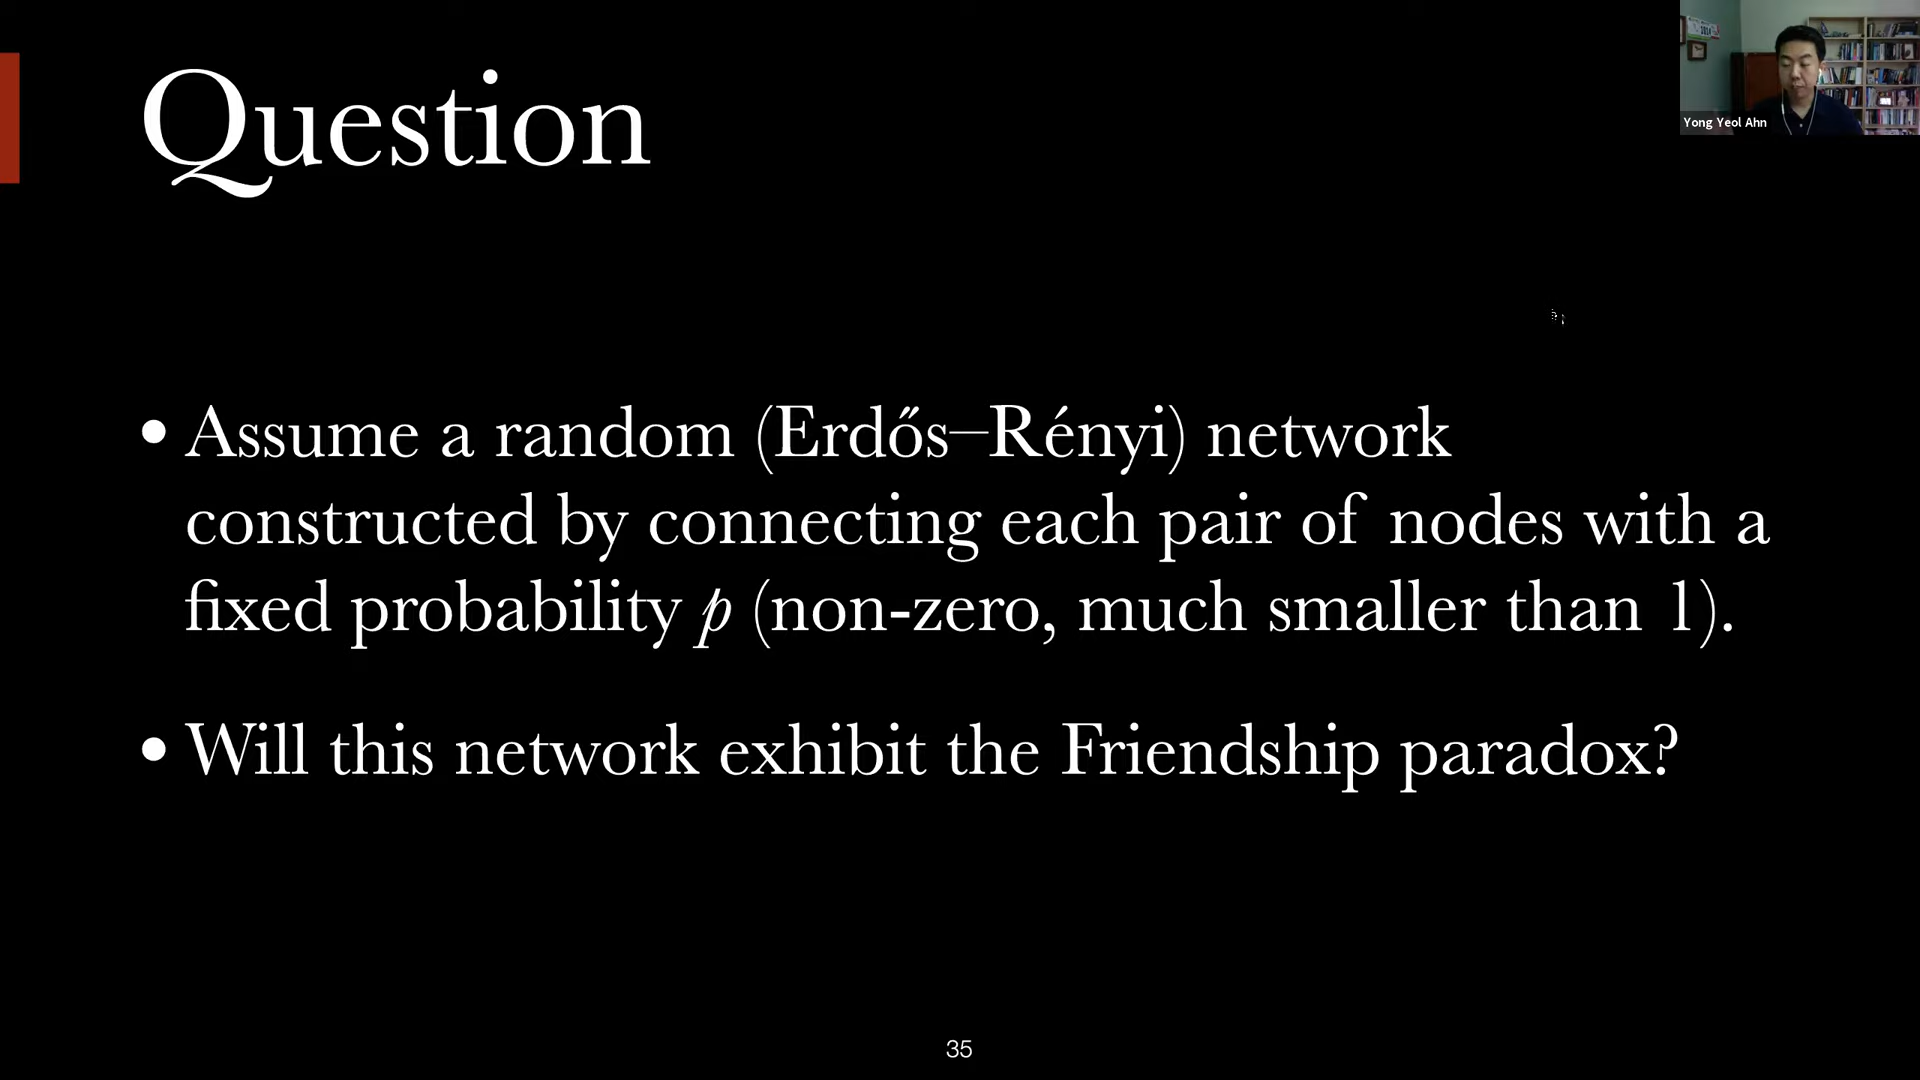 Question
Yong Yeol Ahn
• Assume a random (Erdős–Rényi) network
constructed by connecting each pair of nodes with a
fixed probability p (non-zero, much smaller than 1).
• Will this network exhibit the Friendship paradox?
35